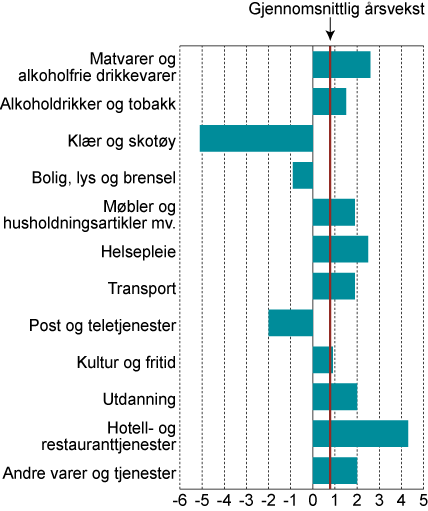 Gjennomsnittlig årsvekst
Matvarer og
alkoholfrie drikkevarer
Alkoholdrikker og tobakk
Klær og skotøy
Bolig, lys og brensel
Møbler og
husholdningsartikler mv.
Helsepleie
Transport
Post og teletjenester
Kultur og fritid
Utdanning
Hotell- og
restauranttjenester
Andre varer og tjenester
-6 -5 -4 -3 -2 -1 0 1 2 3 4 5